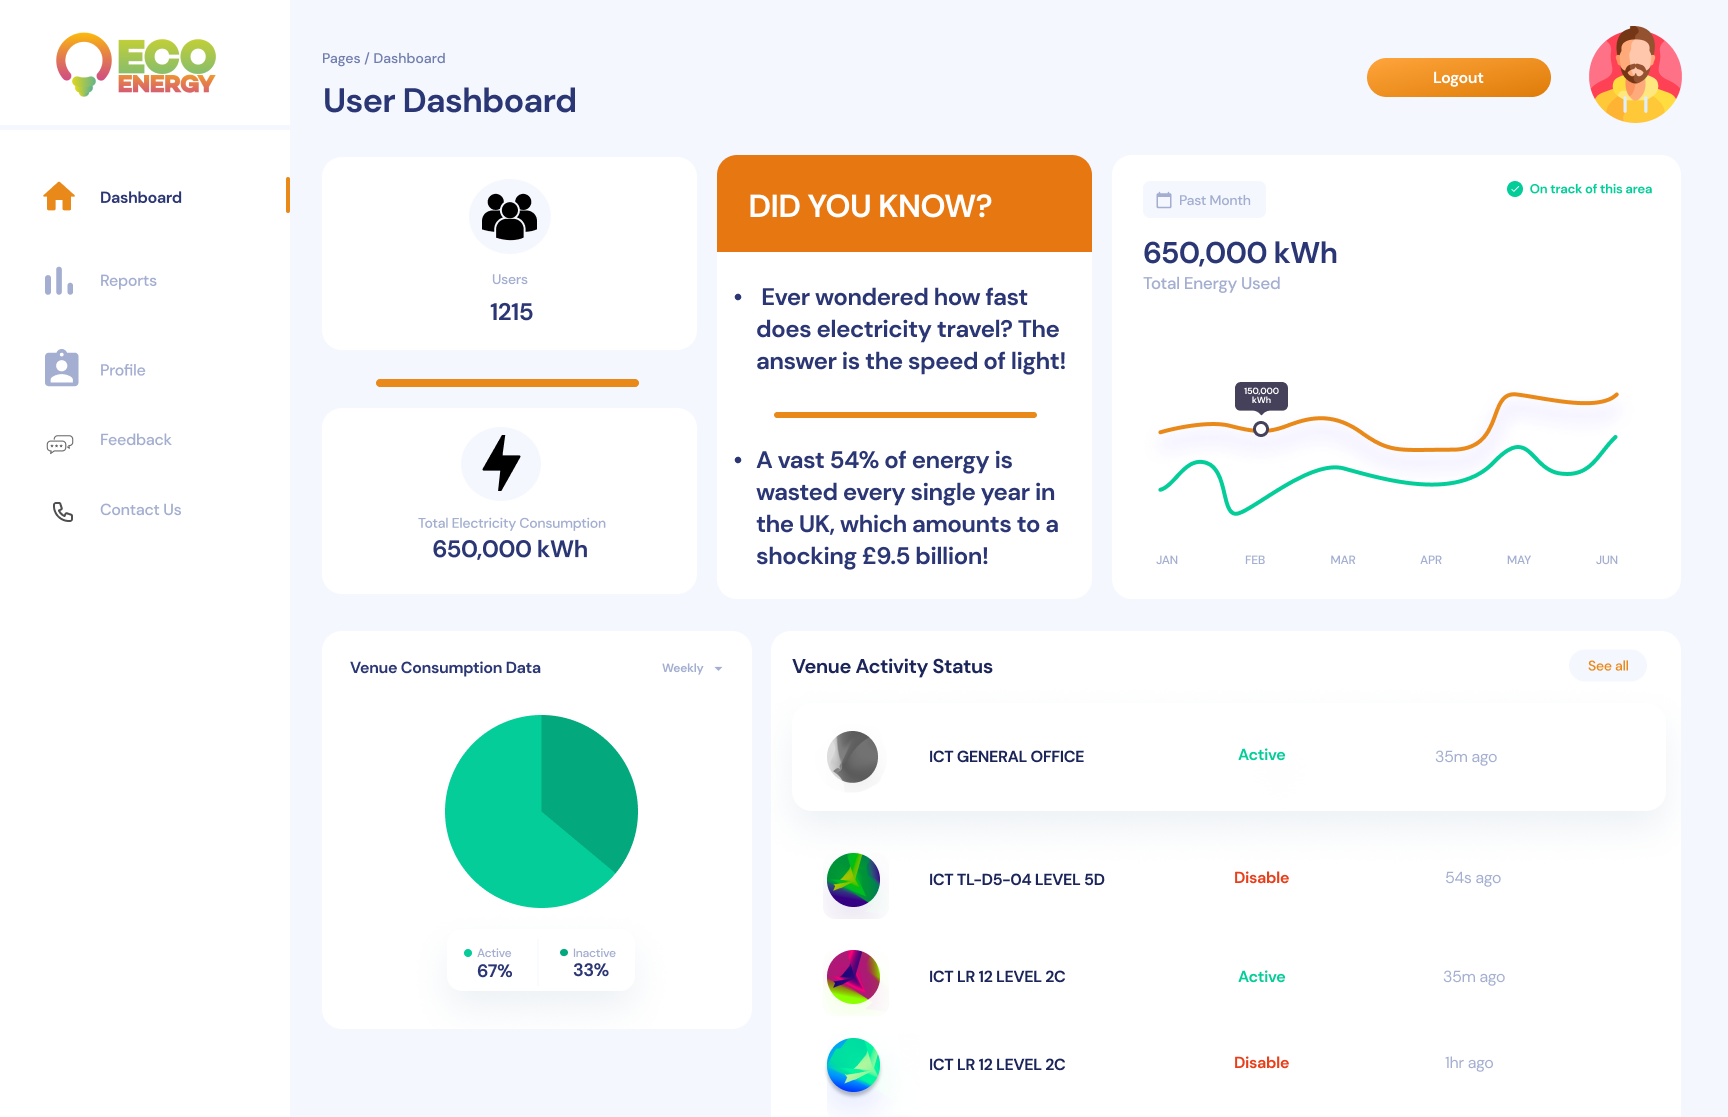 ECO
ENERGY
Dashboard
Reports
Profile
Feedback
Contact Us
Pages / Dashboard
User Dashboard
Logout
Users
1215
Total Electricity Consumption
650,000 kWh
DID YOU KNOW?
• Ever wondered how fast
does electricity travel? The
answer is the speed of light!
• A vast 54% of energy is
wasted every single year in
the UK, which amounts to a
shocking £9.5 billion!
Past Month
On track of this area
650,000 kWh
Total Energy Used
150,000
kWh
JAN FEB MAR APR MAY JUN
Venue Consumption Data
Weekly
Active
67%
Inactive
33%
Venue Activity Status
See all
ICT GENERAL OFFICE Active 35m ago
ICT TL-D5-04 LEVEL 5D Disable 54s ago
ICT LR 12 LEVEL 2C Active 35m ago
ICT LR 12 LEVEL 2C Disable 1hr ago